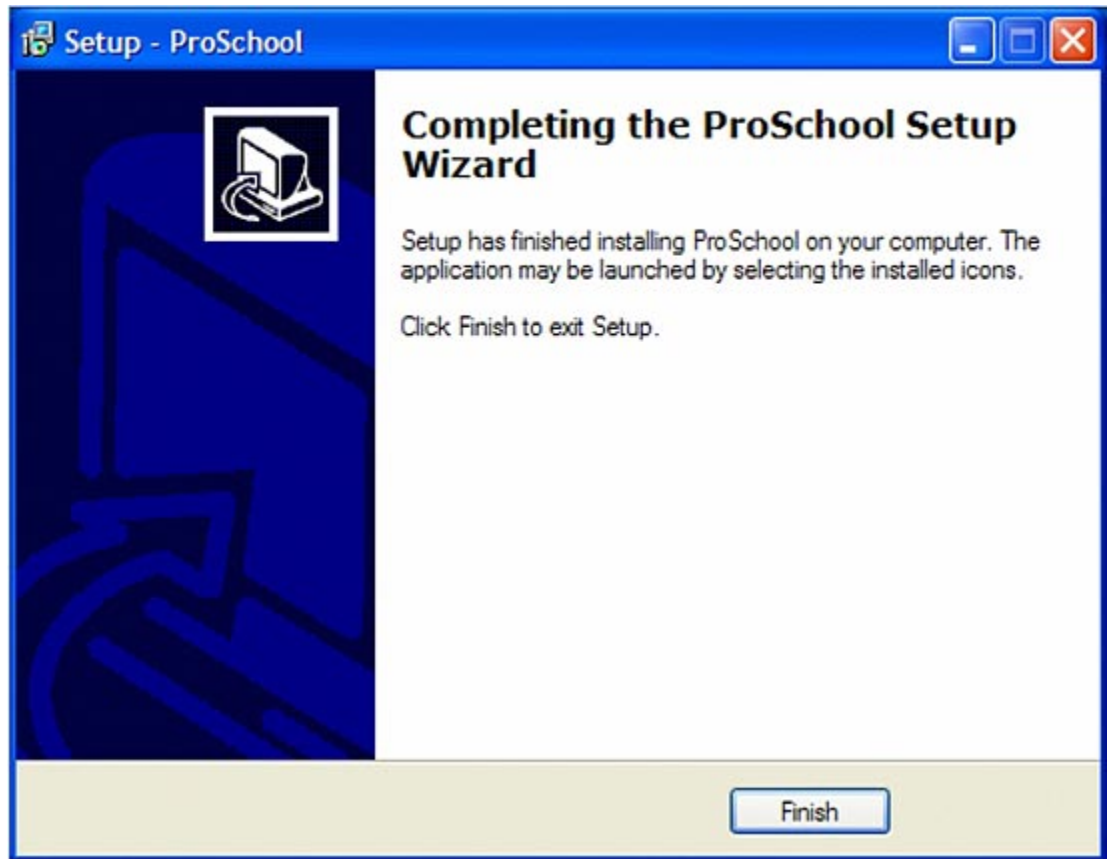 Setup - ProSchool
Completing the ProSchool Setup
Wizard
Setup has finished installing ProSchool on your computer. The
application may be launched by selecting the installed icons.
Click Finish to exit Setup.
Finish